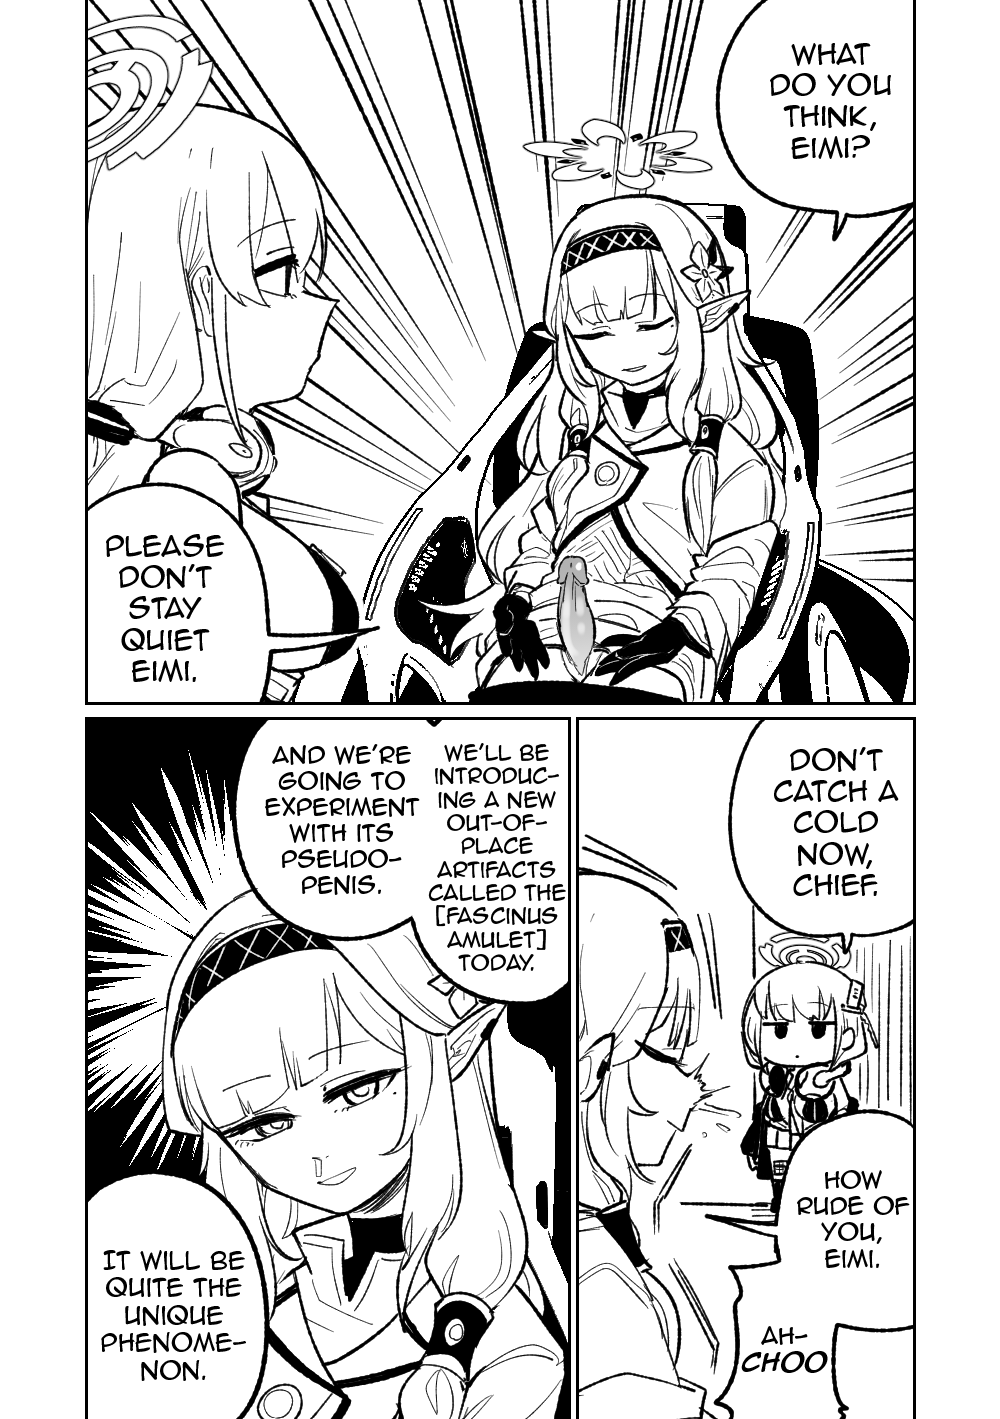 WHAT
DO YOU
THINK,
EIMI?
PLEASE
DON'T
STAY
QUIET
EIMI.
DON'T
CATCH A
COLD
NOW,
CHIEF.
HOW
RUDE OF
YOU,
EIMI.
AH-
CHOO
WE'LL BE
INTRODUC-
ING A NEW
OUT-OF-
PLACE
ARTIFACTS
CALLED THE
[FASCINUS
AMULET]
TODAY.
AND WE'RE
GOING TO
EXPERIMENT
WITH ITS
PSEUDO-
PENIS.
IT WILL BE
QUITE THE
UNIQUE
PHENOME-
NON.